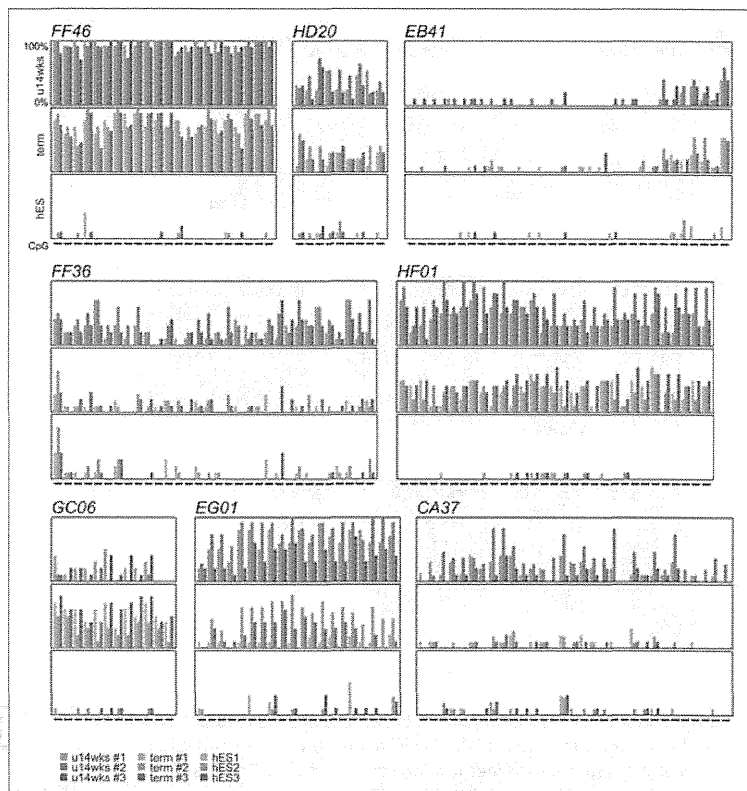 FF46 HD20 EB41
100%
u14wks
0%
term
hES
CpG
FF36 HF01
GC06 EG01 CA37
u14wks #1 term #1 hES1
u14wks #2 term #2 hES2
u14wks #3 term #3 hES3